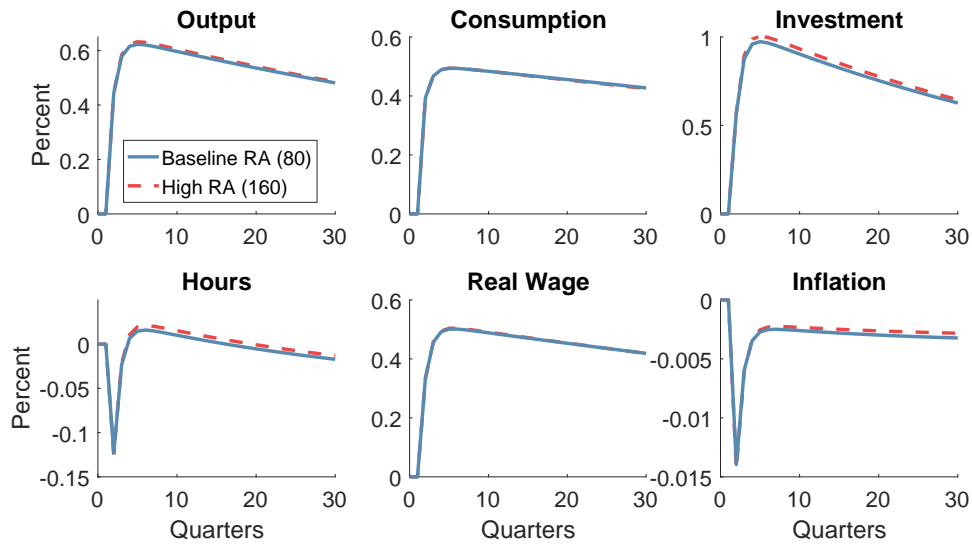 Output
Consumption
Investment
Percent
0.6
0.4
0.2
0
0 10 20 30
Baseline RA (80)
High RA (160)
0.6
0.4
0.2
0
0 10 20 30
1
0.5
0
0 10 20 30
Hours
Real Wage
Inflation
Percent
0
-0.05
-0.1
-0.15
0 10 20 30
Quarters
0.6
0.4
0.2
0
0 10 20 30
Quarters
0
-0.005
-0.01
-0.015
0 10 20 30
Quarters